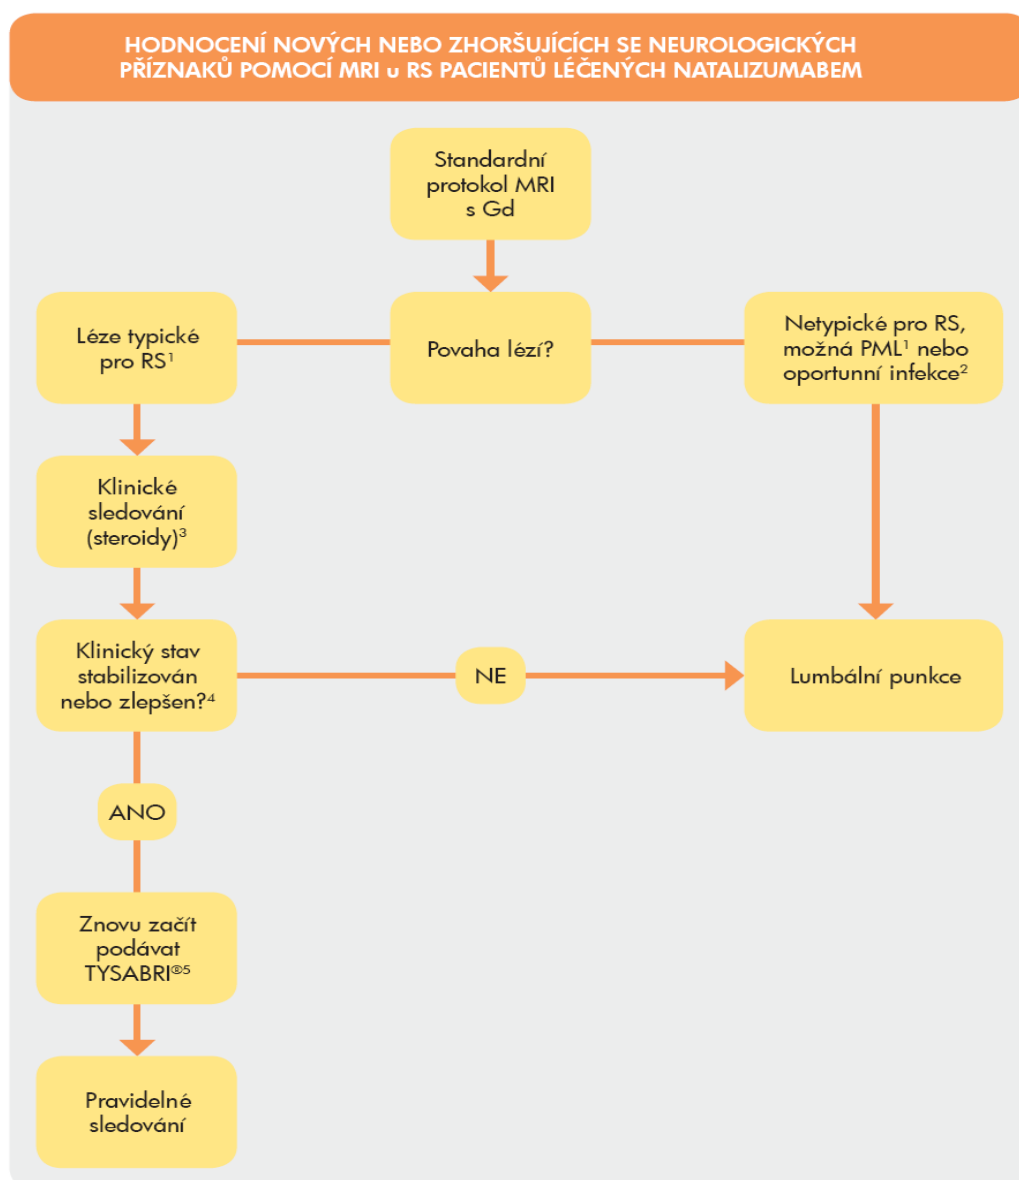 HODNOCENÍ NOVÝCH NEBO ZHORŠUJÍCÍCH SE NEUROLOGICKÝCH
PŘÍZNAKŮ POMOCÍ MRI u RS PACIENTŮ LÉČENÝCH NATALIZUMABEM
Standardní
protokol MRI
s Gd
Léze typické
pro RS¹
Povaha lézí?
Netypické pro RS,
možná PML¹ nebo
oportunní infekce²
Klinické
sledování
(steroidy)³
Klinický stav
stabilizován
nebo zlepšen?⁴
NE
Lumbální punkce
ANO
Znovu začít
podávat
TYSABRI®⁵
Pravidelné
sledování